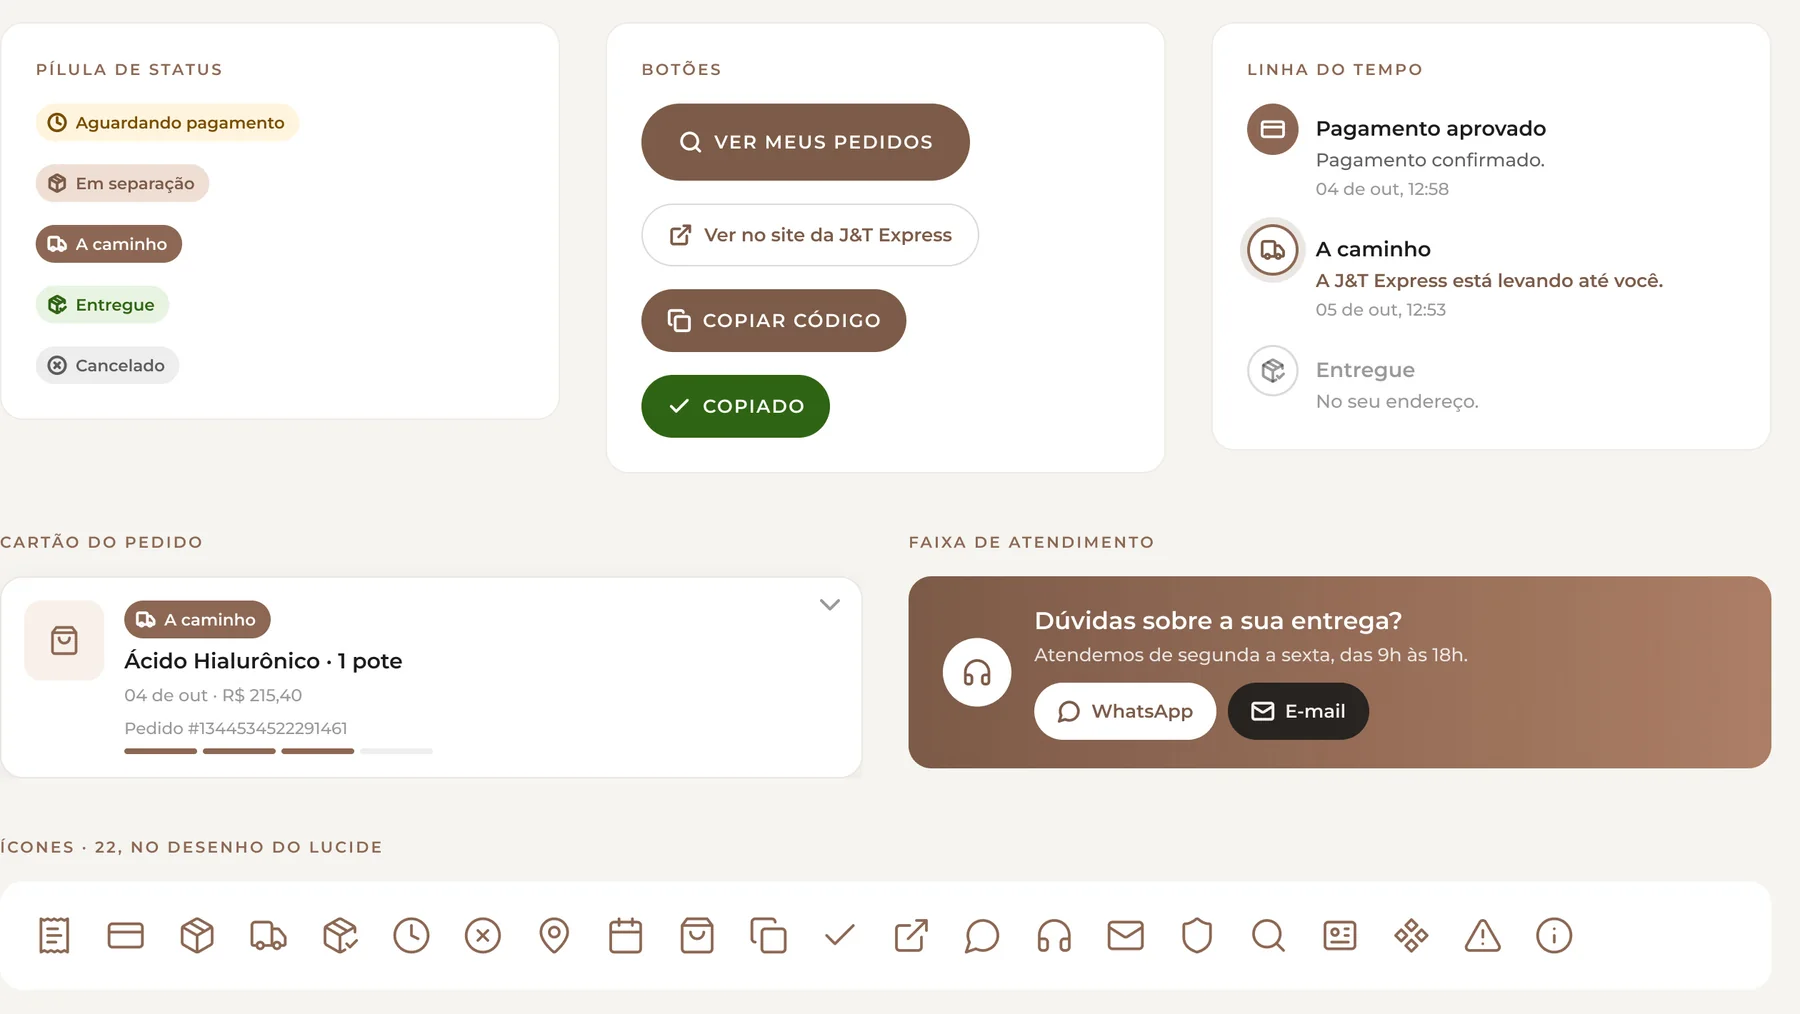 PÍLULA DE STATUS
Aguardando pagamento
Em separação
A caminho
Entregue
Cancelado
BOTÕES
VER MEUS PEDIDOS
Ver no site da J&T Express
COPIAR CÓDIGO
COPIADO
LINHA DO TEMPO
Pagamento aprovado
Pagamento confirmado.
04 de out, 12:58
A caminho
A J&T Express está levando até você.
05 de out, 12:53
Entregue
No seu endereço.
CARTÃO DO PEDIDO
A caminho
Ácido Hialurônico · 1 pote
04 de out · R$ 215,40
Pedido #1344534522291461
FAIXA DE ATENDIMENTO
Dúvidas sobre a sua entrega?
Atendemos de segunda a sexta, das 9h às 18h.
WhatsApp
E-mail
ÍCONES · 22, NO DESENHO DO LUCIDE